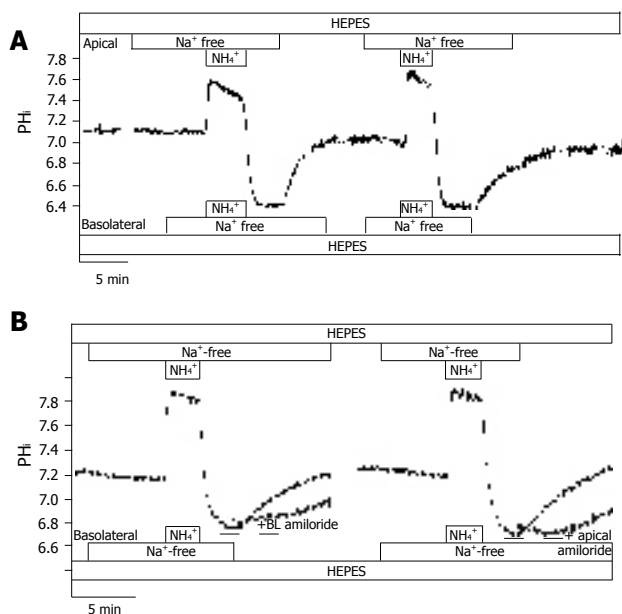 A
HEPES
Apical
Na⁺ free
Na⁺ free
NH₄⁺
NH₄⁺
7.8
7.6
7.4
7.2
7.0
6.8
6.6
6.4
PHi
NH₄⁺
NH₄⁺
Basolateral
Na⁺ free
Na⁺ free
HEPES
5 min
B
HEPES
Na⁺-free
Na⁺-free
NH₄⁺
NH₄⁺
7.8
7.6
7.4
7.2
7.0
6.8
6.6
PHi
+BL amiloride
+ apical
amiloride
NH₄⁺
NH₄⁺
Basolateral
Na⁺-free
Na⁺-free
HEPES
5 min